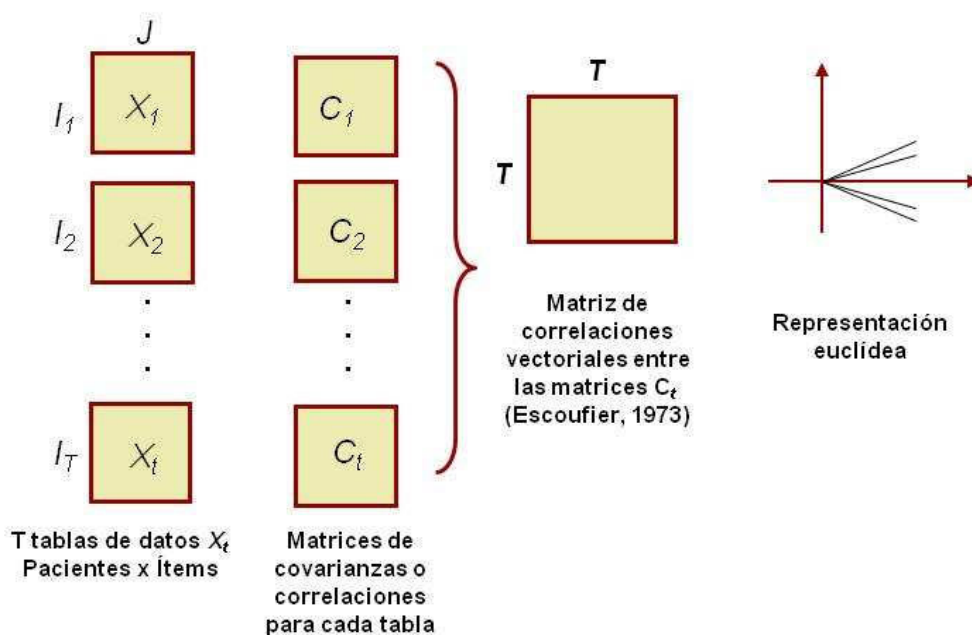 J
I1
X1
C1
I2
X2
C2
IT
Xt
Ct
T tablas de datos Xt
Pacientes x Ítems
Matrices de
covarianzas o
correlaciones
para cada tabla
T
T
Matriz de
correlaciones
vectoriales entre
las matrices Ct
(Escoufier, 1973)
Representación
euclídea